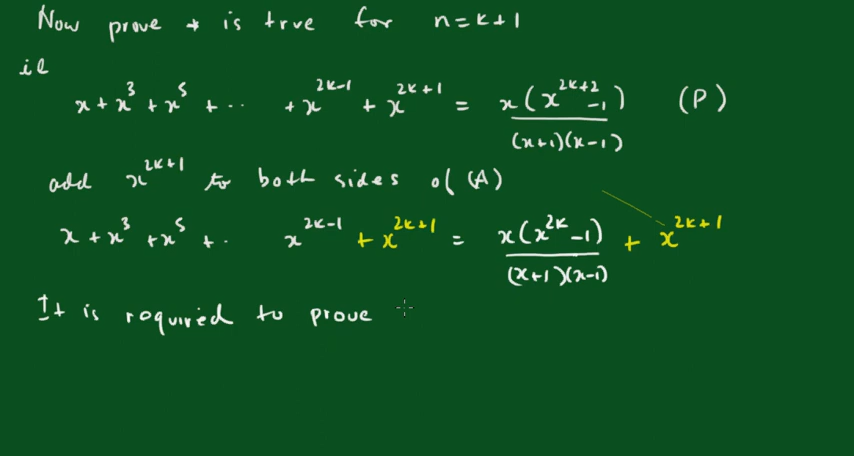 Now prove * is true for n=k+1
ie
x + x^3 + x^5 + .. + x^{2k-1} + x^{2k+1} = \frac{x(x^{2k+2}-1)}{(x+1)(x-1)} (P)
add x^{2k+1} to both sides of (A)
x + x^3 + x^5 + .. x^{2k-1} + x^{2k+1} = \frac{x(x^{2k}-1)}{(x+1)(x-1)} + x^{2k+1}
It is required to prove